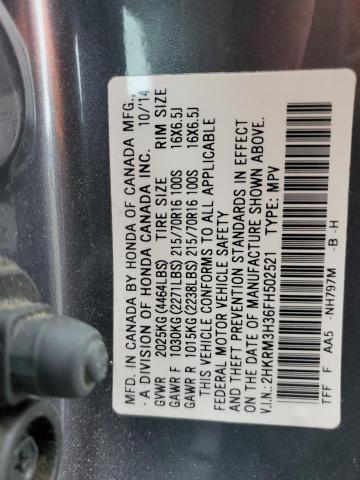 MFD. IN CANADA BY HONDA OF CANADA MFG.,
A DIVISION OF HONDA CANADA INC. 10/14
GVWR 2025KG (4464LBS) TIRE SIZE RIM SIZE
GAWR F 1030KG (2271LBS) 215/70R16 100S 16X6.5J
GAWR R 1015KG (2238LBS) 215/70R16 100S 16X6.5J
THIS VEHICLE CONFORMS TO ALL APPLICABLE
FEDERAL MOTOR VEHICLE SAFETY
AND THEFT PREVENTION STANDARDS IN EFFECT
ON THE DATE OF MANUFACTURE SHOWN ABOVE.
V.I.N.: 2HKRM3H36FH502521 TYPE: MPV
TFF F AA5 -NH797M -B -H